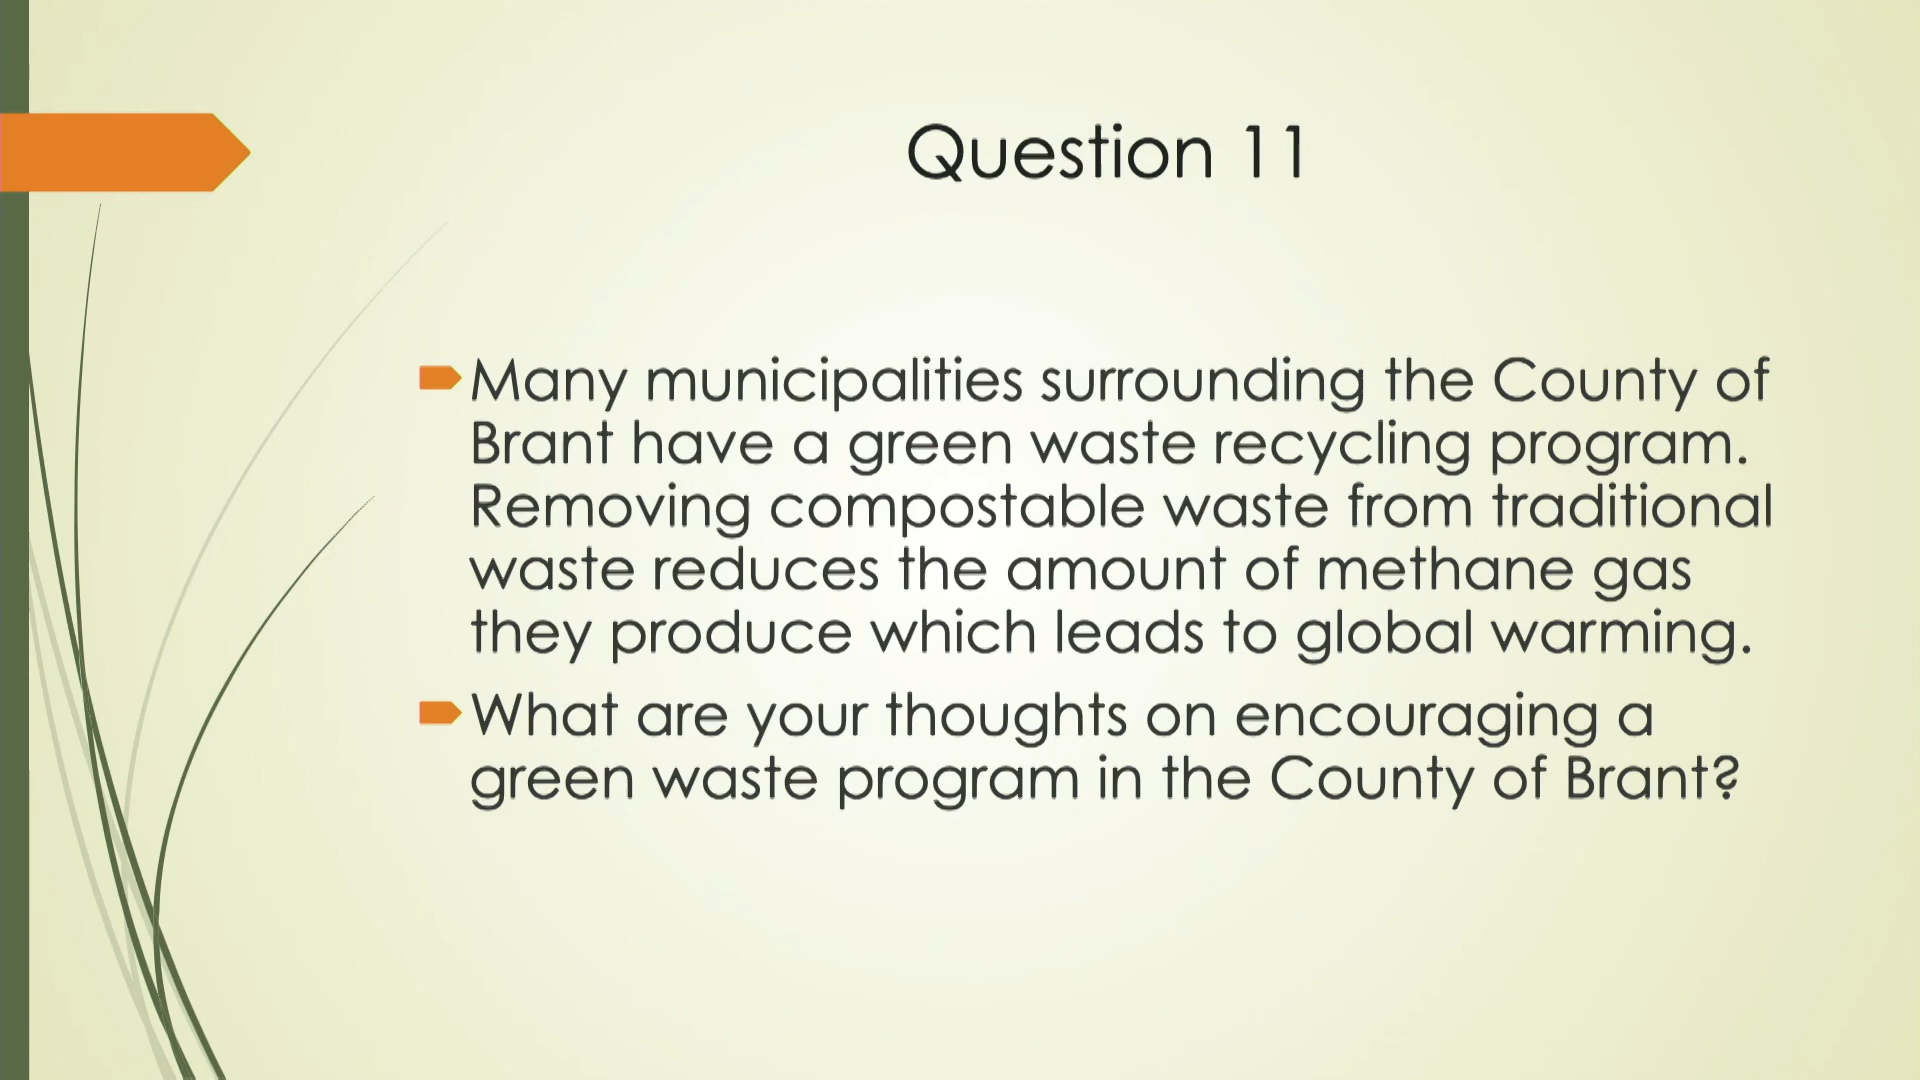 Question 11
Many municipalities surrounding the County of
Brant have a green waste recycling program.
Removing compostable waste from traditional
waste reduces the amount of methane gas
they produce which leads to global warming.
What are your thoughts on encouraging a
green waste program in the County of Brant?